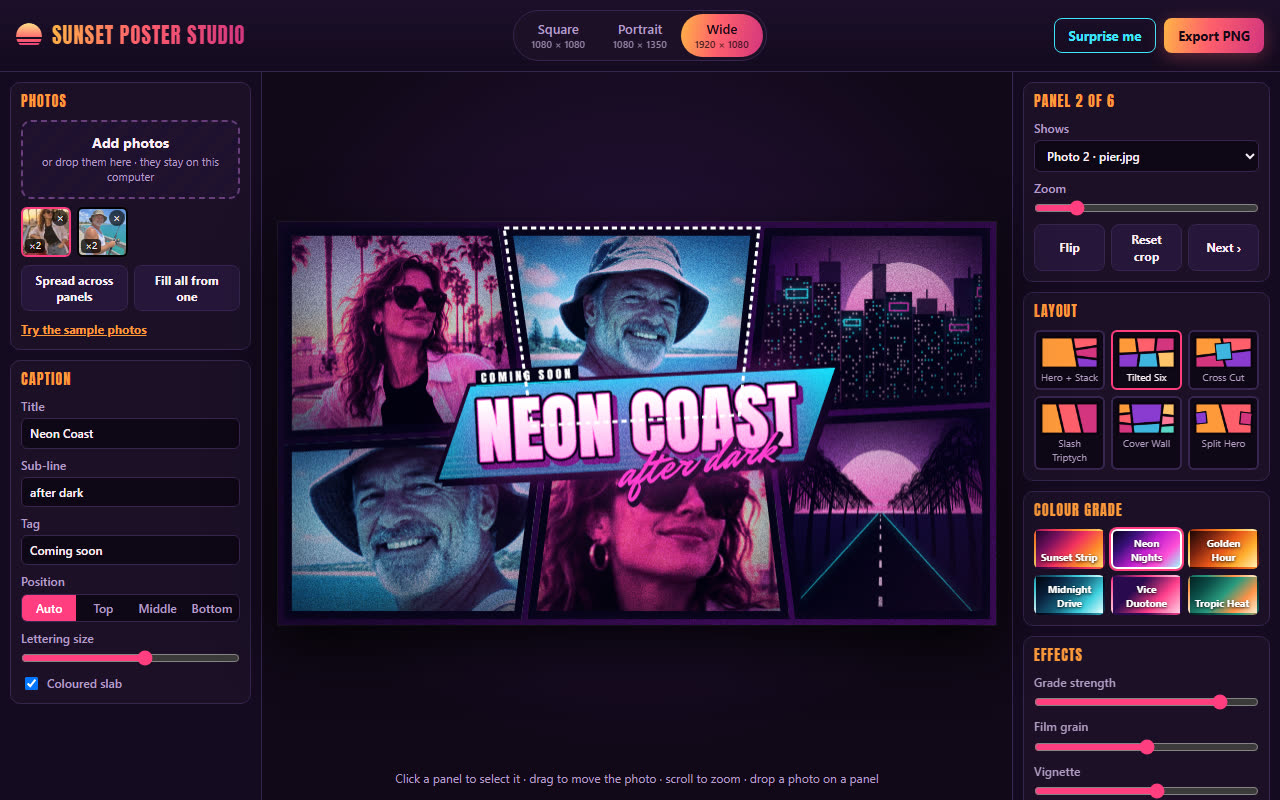 SUNSET POSTER STUDIO
Square
1080 × 1080
Portrait
1080 × 1350
Wide
1920 × 1080
Surprise me
Export PNG
PHOTOS
Add photos
or drop them here · they stay on this
computer
×
×2
×
×2
Spread across
panels
Fill all from
one
Try the sample photos
CAPTION
Title
Neon Coast
Sub-line
after dark
Tag
Coming soon
Position
Auto
Top
Middle
Bottom
Lettering size
Coloured slab
COMING SOON
NEON COAST
after dark
Click a panel to select it · drag to move the photo · scroll to zoom · drop a photo on a panel
PANEL 2 OF 6
Shows
Photo 2 · pier.jpg
Zoom
Flip
Reset
crop
Next ›
LAYOUT
Hero + Stack
Tilted Six
Cross Cut
Slash
Triptych
Cover Wall
Split Hero
COLOUR GRADE
Sunset Strip
Neon
Nights
Golden
Hour
Midnight
Drive
Vice
Duotone
Tropic Heat
EFFECTS
Grade strength
Film grain
Vignette